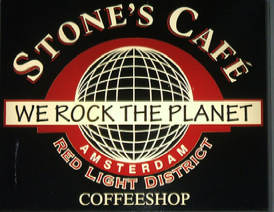 STONE'S CAFÉ
WE ROCK THE PLANET
AMSTERDAM
RED LIGHT DISTRICT
COFFEESHOP